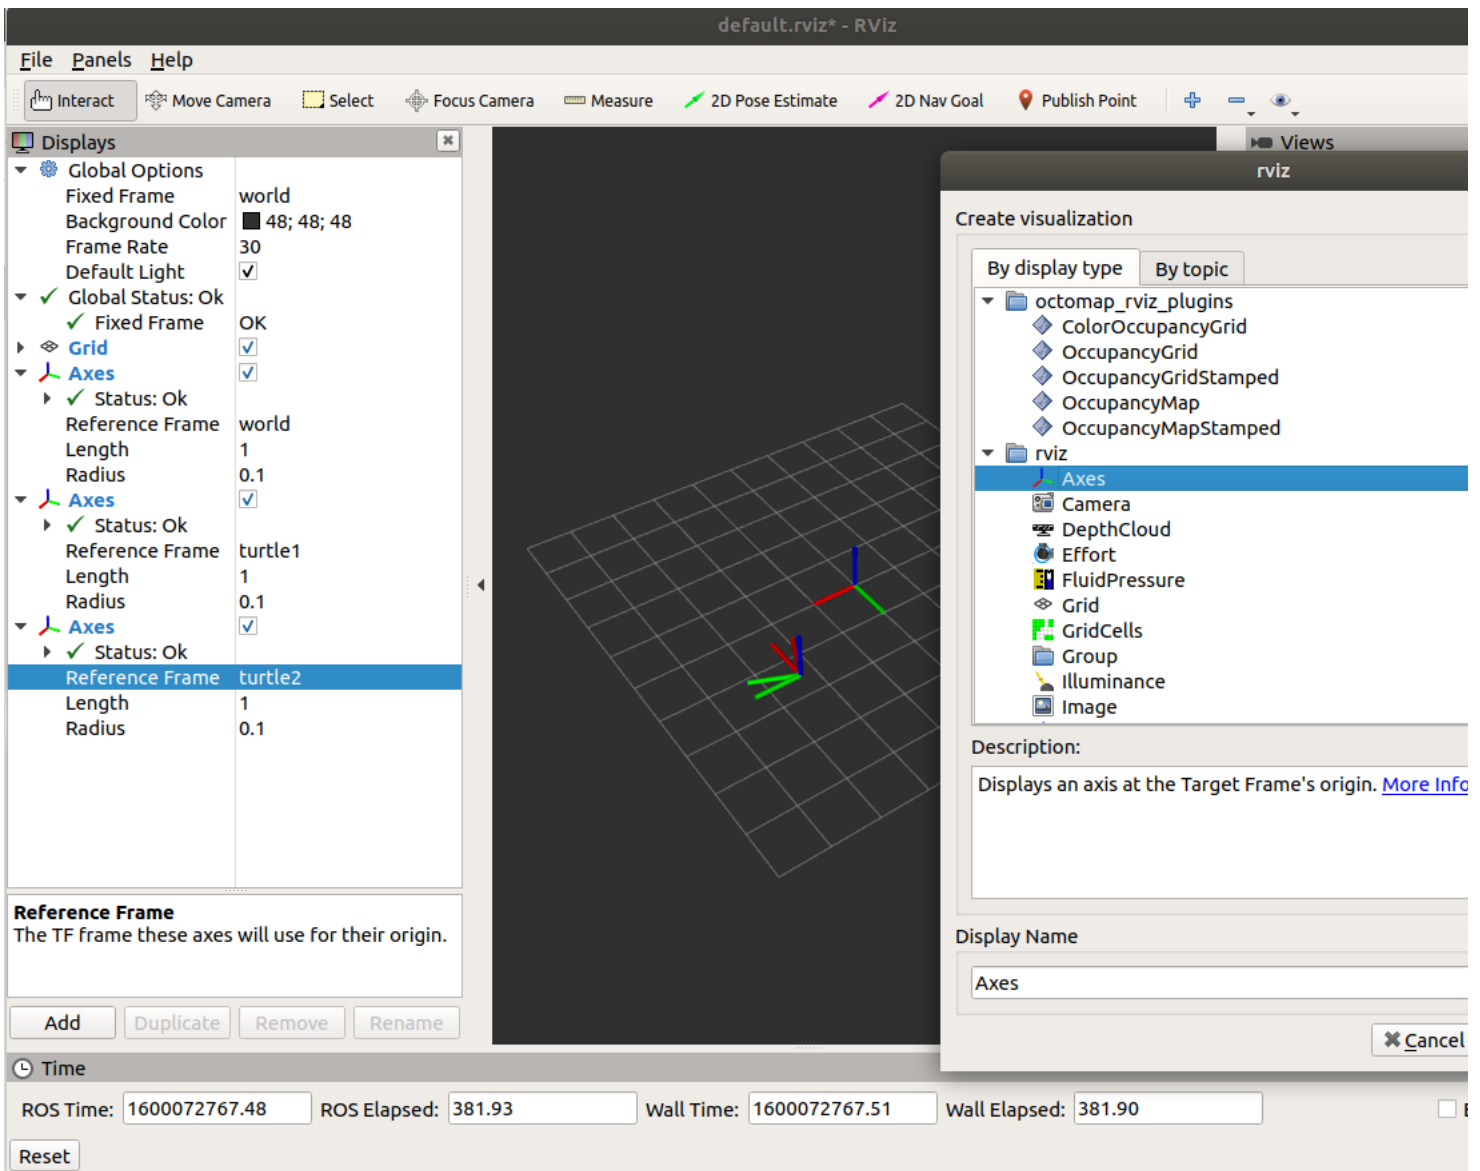 default.rviz* - RViz
File Panels Help
Interact Move Camera Select Focus Camera Measure 2D Pose Estimate 2D Nav Goal Publish Point
Displays
Global Options
Fixed Frame world
Background Color 48; 48; 48
Frame Rate 30
Default Light
Global Status: Ok
Fixed Frame OK
Grid
Axes
Status: Ok
Reference Frame world
Length 1
Radius 0.1
Axes
Status: Ok
Reference Frame turtle1
Length 1
Radius 0.1
Axes
Status: Ok
Reference Frame turtle2
Length 1
Radius 0.1
Reference Frame
The TF frame these axes will use for their origin.
Add Duplicate Remove Rename
Views
rviz
Create visualization
By display type By topic
octomap_rviz_plugins
ColorOccupancyGrid
OccupancyGrid
OccupancyGridStamped
OccupancyMap
OccupancyMapStamped
rviz
Axes
Camera
DepthCloud
Effort
FluidPressure
Grid
GridCells
Group
Illuminance
Image
Description:
Displays an axis at the Target Frame's origin. More Info
Display Name
Axes
Cancel
Time
ROS Time: 1600072767.48 ROS Elapsed: 381.93 Wall Time: 1600072767.51 Wall Elapsed: 381.90
Reset